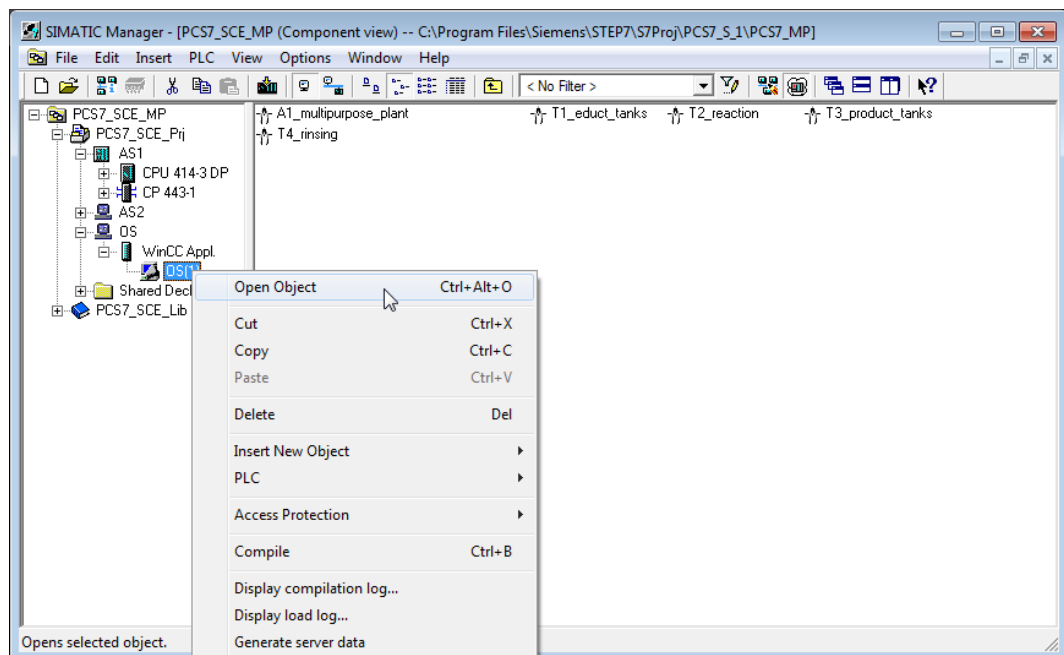 SIMATIC Manager - [PCS7_SCE_MP (Component view) -- C:\Program Files\Siemens\STEP7\S7Proj\PCS7_S_1\PCS7_MP]
File Edit Insert PLC View Options Window Help
< No Filter >
PCS7_SCE_MP
PCS7_SCE_Prj
AS1
CPU 414-3 DP
CP 443-1
AS2
OS
WinCC Appl.
OS(1)
Shared Decl
PCS7_SCE_Lib
A1_multipurpose_plant T1_educt_tanks T2_reaction T3_product_tanks
T4_rinsing
Open Object Ctrl+Alt+O
Cut Ctrl+X
Copy Ctrl+C
Paste Ctrl+V
Delete Del
Insert New Object
PLC
Access Protection
Compile Ctrl+B
Display compilation log...
Display load log...
Generate server data
Opens selected object.